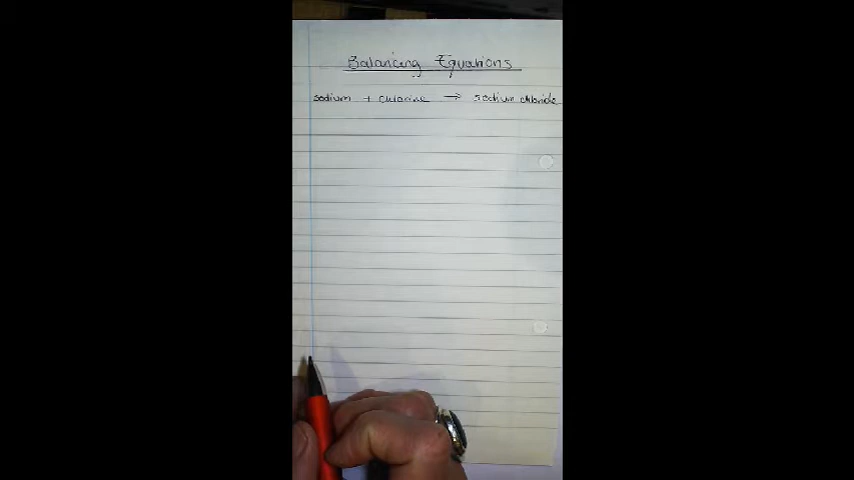 Balancing Equations
sodium + chlorine → sodium chloride